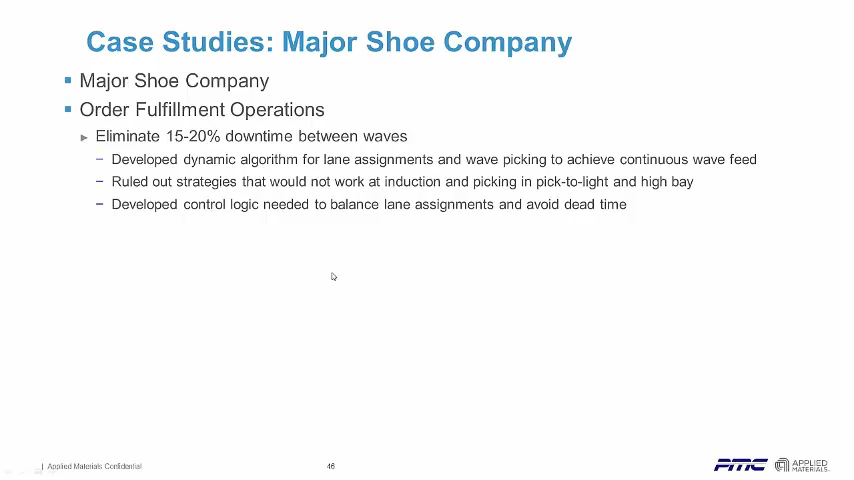 Case Studies: Major Shoe Company
Major Shoe Company
Order Fulfillment Operations
Eliminate 15-20% downtime between waves
Developed dynamic algorithm for lane assignments and wave picking to achieve continuous wave feed
Ruled out strategies that would not work at induction and picking in pick-to-light and high bay
Developed control logic needed to balance lane assignments and avoid dead time
| Applied Materials Confidential
46
PMC
APPLIED
MATERIALS